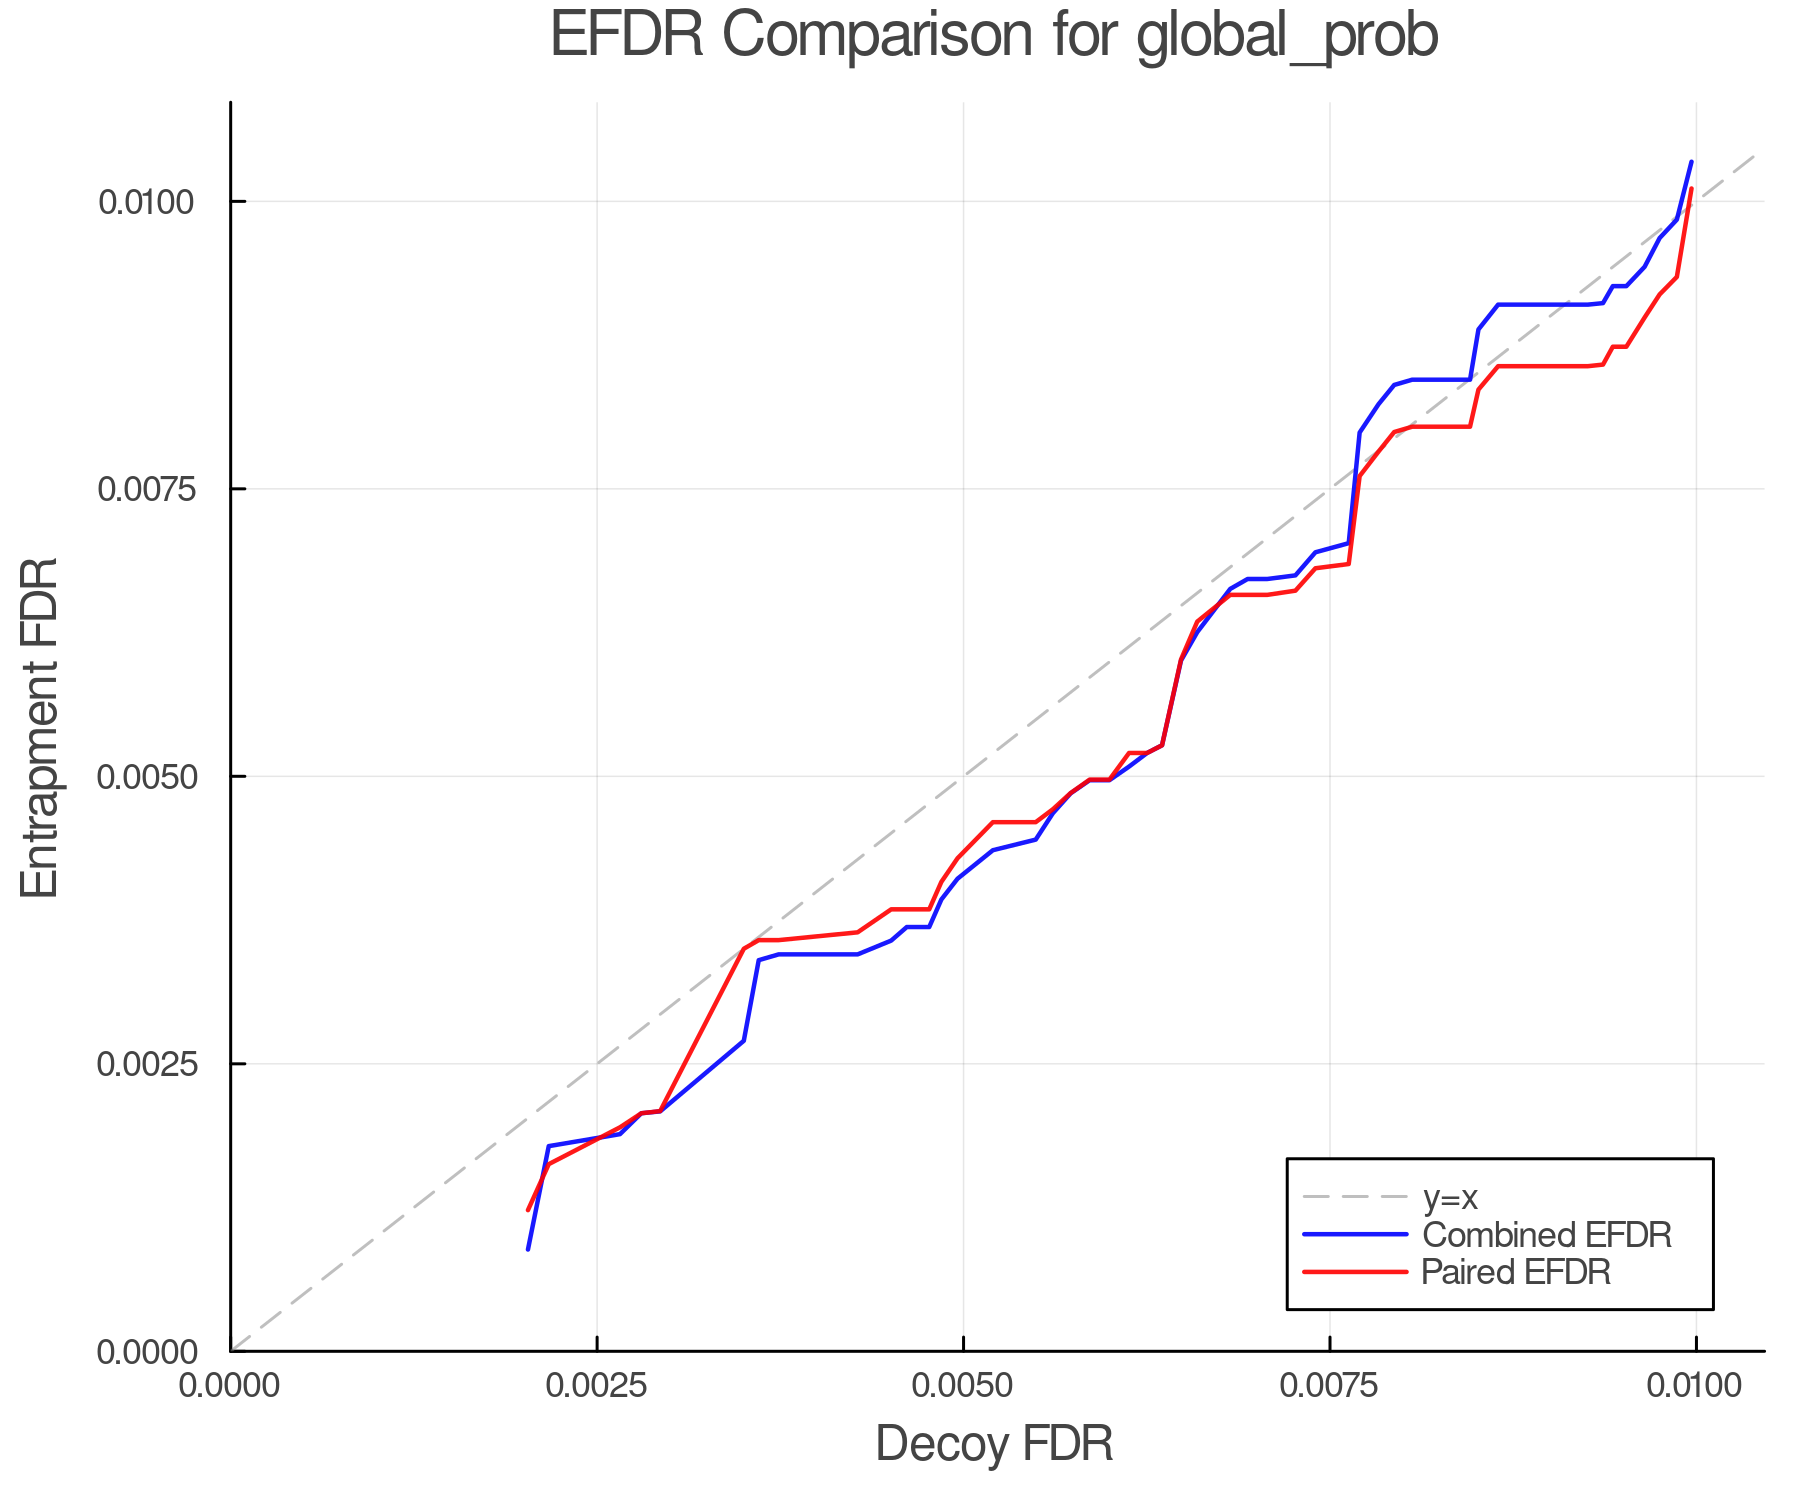 EFDR Comparison for global_prob
Entrapment FDR
0.0100
0.0075
0.0050
0.0025
0.0000
0.0000 0.0025 0.0050 0.0075 0.0100
Decoy FDR
y=x
Combined EFDR
Paired EFDR